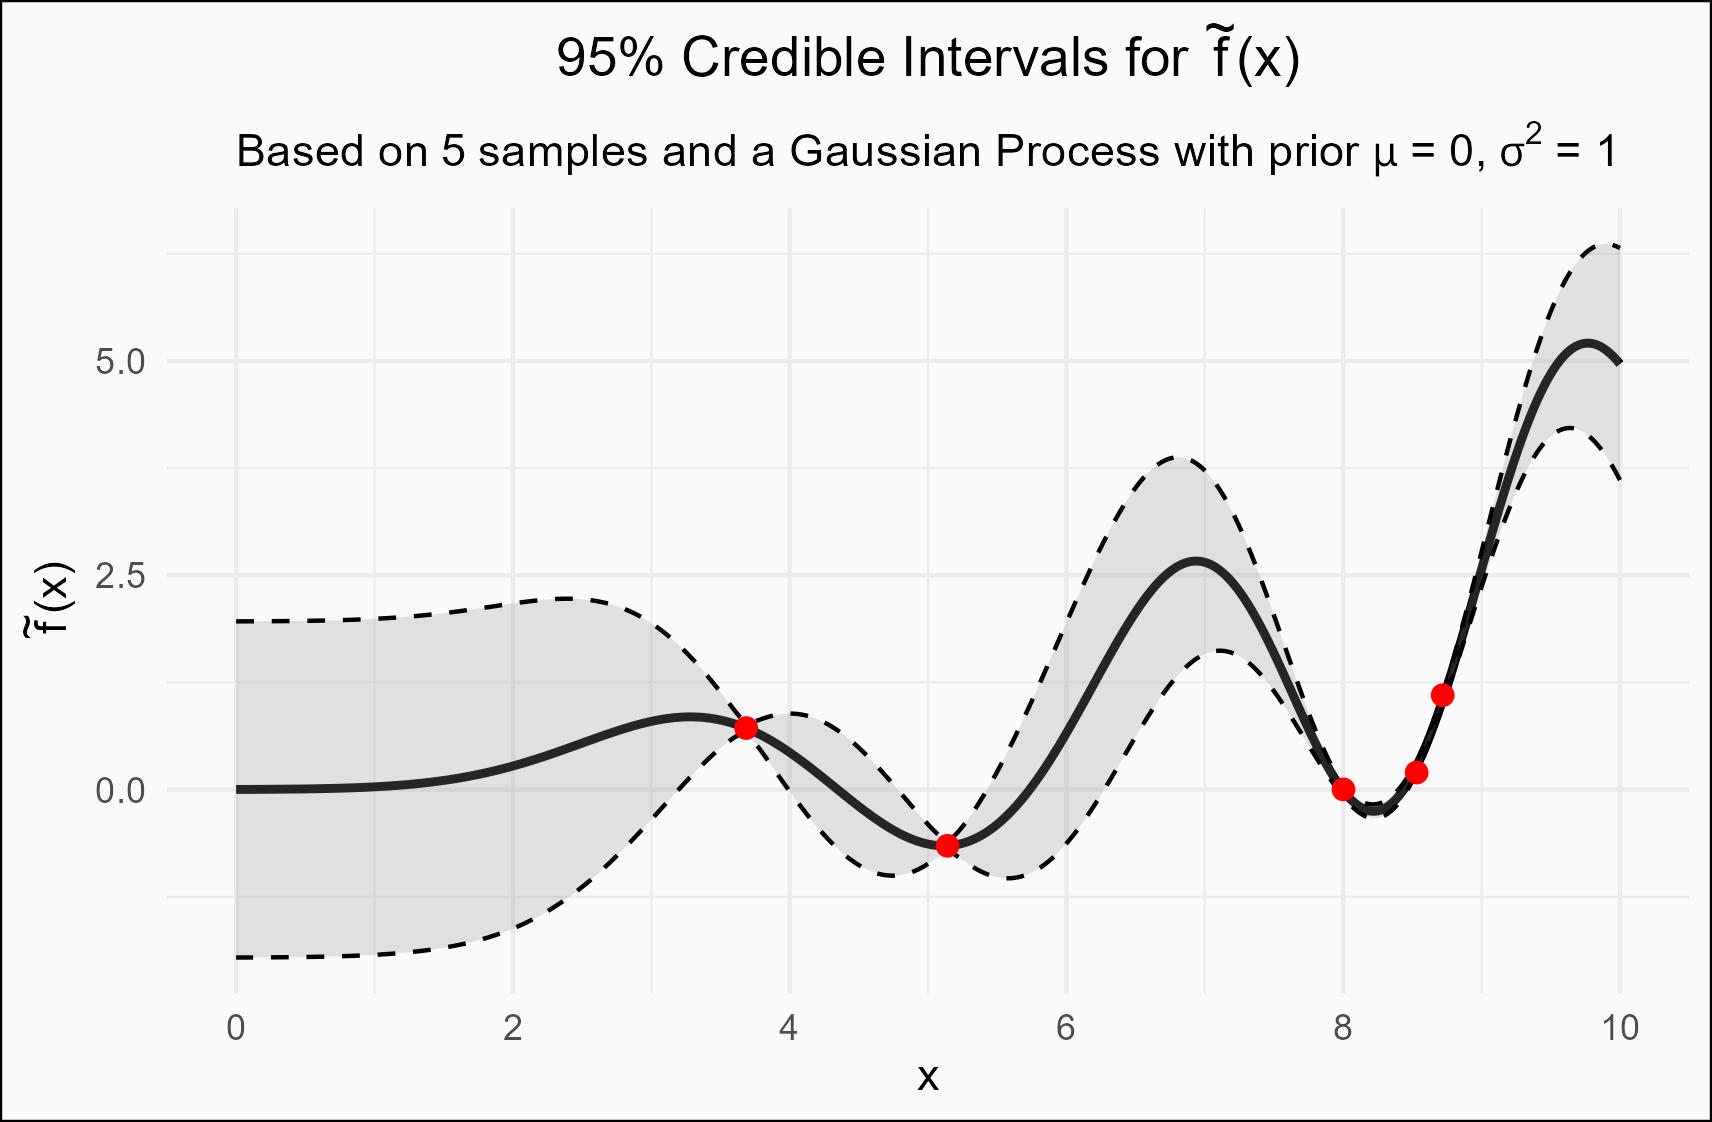 95% Credible Intervals for f̃(x)
Based on 5 samples and a Gaussian Process with prior μ = 0, σ² = 1
f̃(x)
5.0
2.5
0.0
0 2 4 6 8 10
x